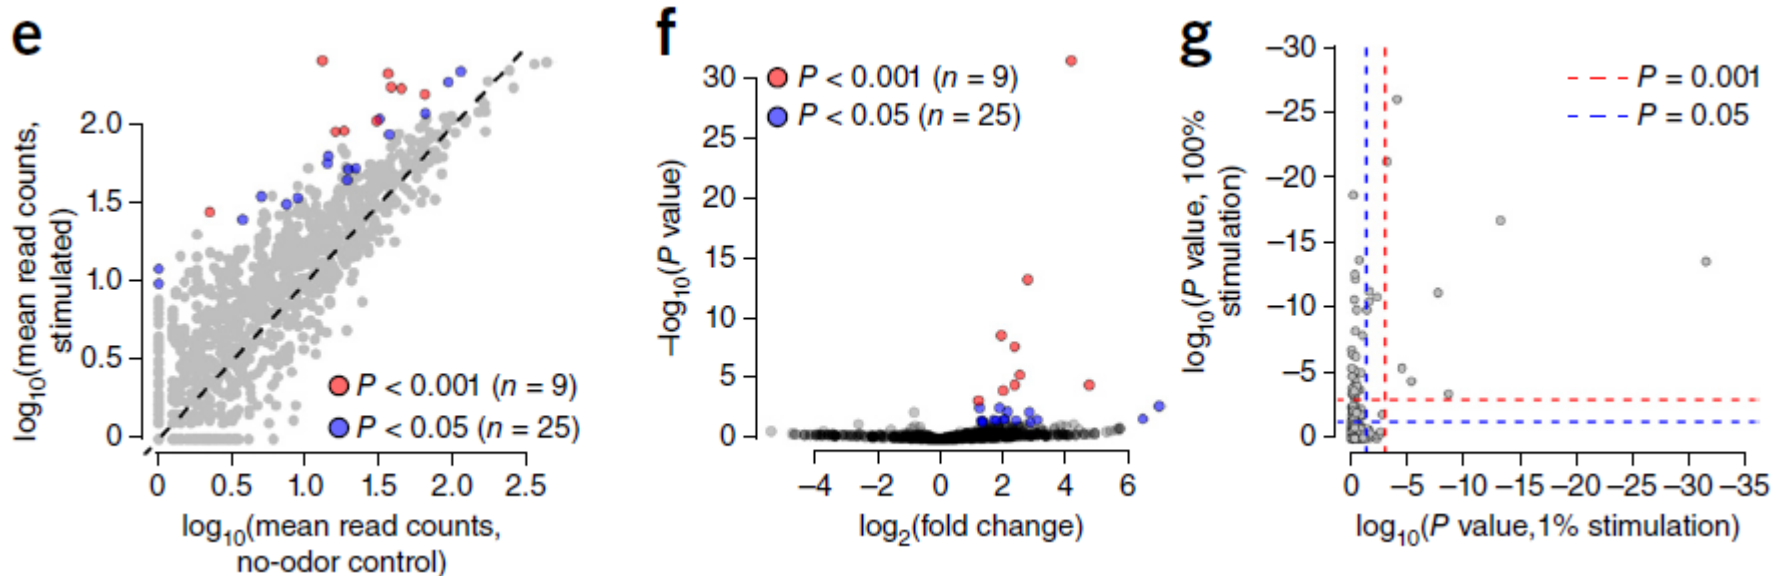 e
log10(mean read counts,
stimulated)
2.0
1.5
1.0
0.5
0
P < 0.001 (n = 9)
P < 0.05 (n = 25)
0 0.5 1.0 1.5 2.0 2.5
log10(mean read counts,
no-odor control)
f
–log10(P value)
30
25
20
15
10
5
0
P < 0.001 (n = 9)
P < 0.05 (n = 25)
–4 –2 0 2 4 6
log2(fold change)
g
log10(P value, 100%
stimulation)
–30
–25
–20
–15
–10
–5
0
P = 0.001
P = 0.05
0 –5 –10 –15 –20 –25 –30 –35
log10(P value,1% stimulation)